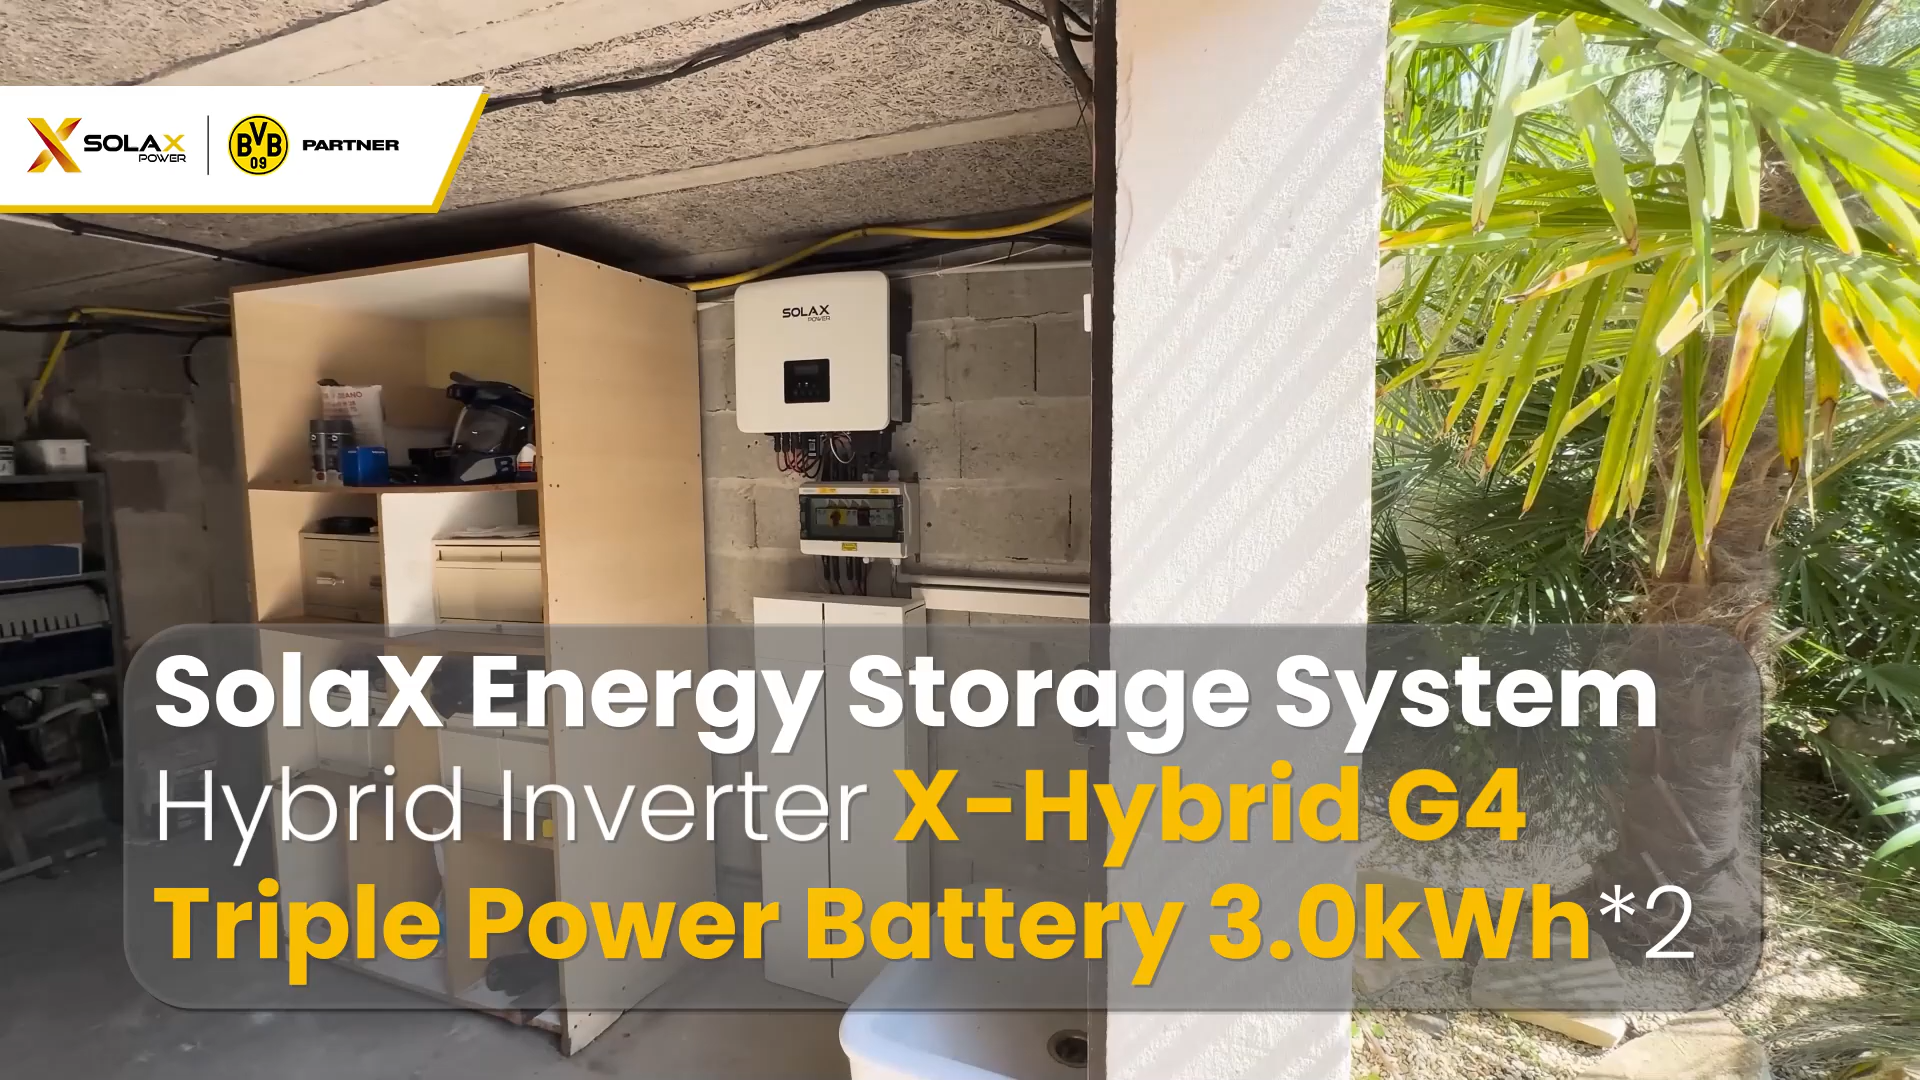 SOLAX
POWER
BVB
09
PARTNER
SOLAX
POWER
SolaX Energy Storage System
Hybrid Inverter X-Hybrid G4
Triple Power Battery 3.0kWh*2